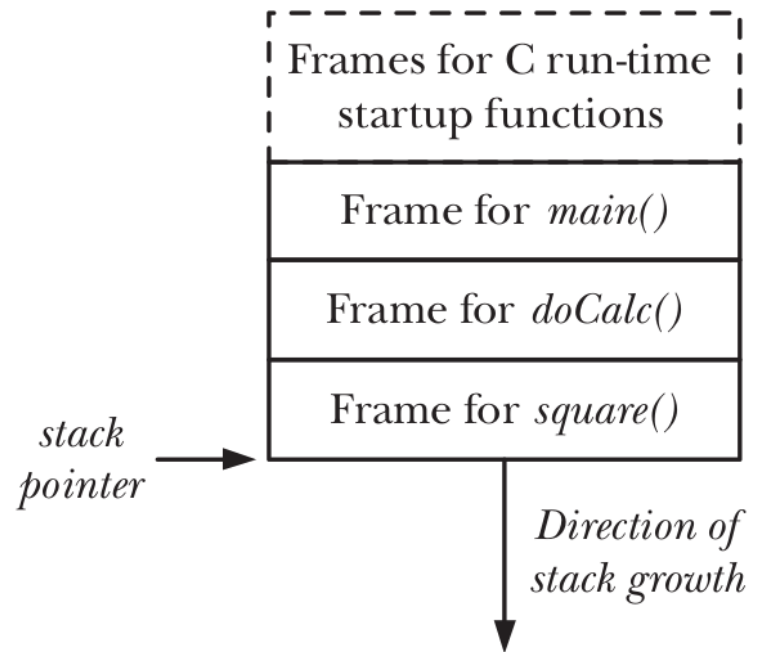 Frames for C run-time
startup functions
Frame for main()
Frame for doCalc()
Frame for square()
stack
pointer
Direction of
stack growth